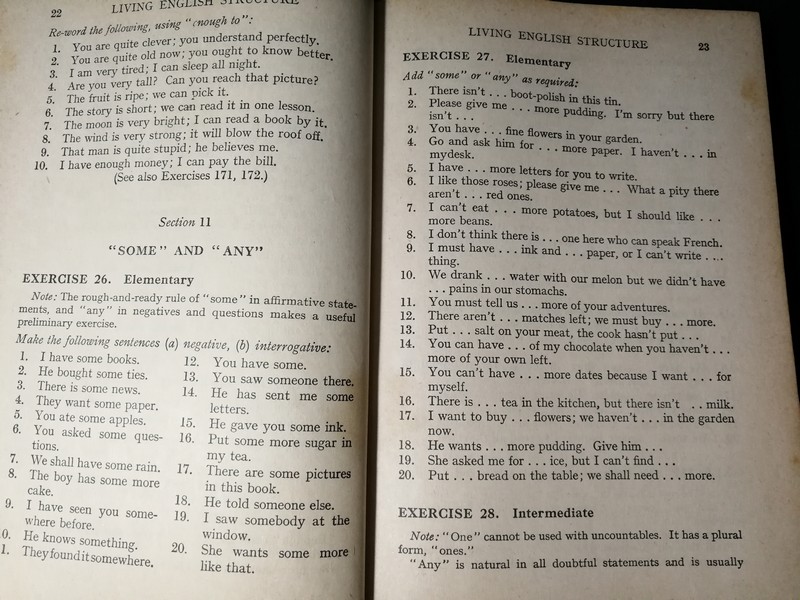 22 LIVING ENGLISH STRUCTURE
Re-word the following, using "enough to":
1. You are quite clever; you understand perfectly.
2. You are quite old now; you ought to know better.
3. I am very tired; I can sleep all night.
4. Are you very tall? Can you reach that picture?
5. The fruit is ripe; we can pick it.
6. The story is short; we can read it in one lesson.
7. The moon is very bright; I can read a book by it.
8. The wind is very strong; it will blow the roof off.
9. That man is quite stupid; he believes me.
10. I have enough money; I can pay the bill.
(See also Exercises 171, 172.)
Section 11
"SOME" AND "ANY"
EXERCISE 26. Elementary
Note: The rough-and-ready rule of "some" in affirmative state-
ments, and "any" in negatives and questions makes a useful
preliminary exercise.
Make the following sentences (a) negative, (b) interrogative:
1. I have some books.
2. He bought some ties.
3. There is some news.
4. They want some paper.
5. You ate some apples.
6. You asked some ques-
tions.
7. We shall have some rain.
8. The boy has some more
cake.
9. I have seen you some-
where before.
0. He knows something.
1. They found it somewhere.
12. You have some.
13. You saw someone there.
14. He has sent me some
letters.
15. He gave you some ink.
16. Put some more sugar in
my tea.
17. There are some pictures
in this book.
18. He told someone else.
19. I saw somebody at the
window.
20. She wants some more
like that.
LIVING ENGLISH STRUCTURE 23
EXERCISE 27. Elementary
Add "some" or "any" as required:
1. There isn't . . . boot-polish in this tin.
2. Please give me . . . more pudding. I'm sorry but there
isn't . . .
3. You have . . . fine flowers in your garden.
4. Go and ask him for . . . more paper. I haven't . . . in
mydesk.
5. I have . . . more letters for you to write.
6. I like those roses; please give me . . . What a pity there
aren't . . . red ones.
7. I can't eat . . . more potatoes, but I should like . . .
more beans.
8. I don't think there is . . . one here who can speak French.
9. I must have . . . ink and . . . paper, or I can't write . . .
thing.
10. We drank . . . water with our melon but we didn't have
. . . pains in our stomachs.
11. You must tell us . . . more of your adventures.
12. There aren't . . . matches left; we must buy . . . more.
13. Put . . . salt on your meat, the cook hasn't put . . .
14. You can have . . . of my chocolate when you haven't . . .
more of your own left.
15. You can't have . . . more dates because I want . . . for
myself.
16. There is . . . tea in the kitchen, but there isn't . . milk.
17. I want to buy . . . flowers; we haven't . . . in the garden
now.
18. He wants . . . more pudding. Give him . . .
19. She asked me for . . . ice, but I can't find . . .
20. Put . . . bread on the table; we shall need . . . more.
EXERCISE 28. Intermediate
Note: "One" cannot be used with uncountables. It has a plural
form, "ones."
"Any" is natural in all doubtful statements and is usually